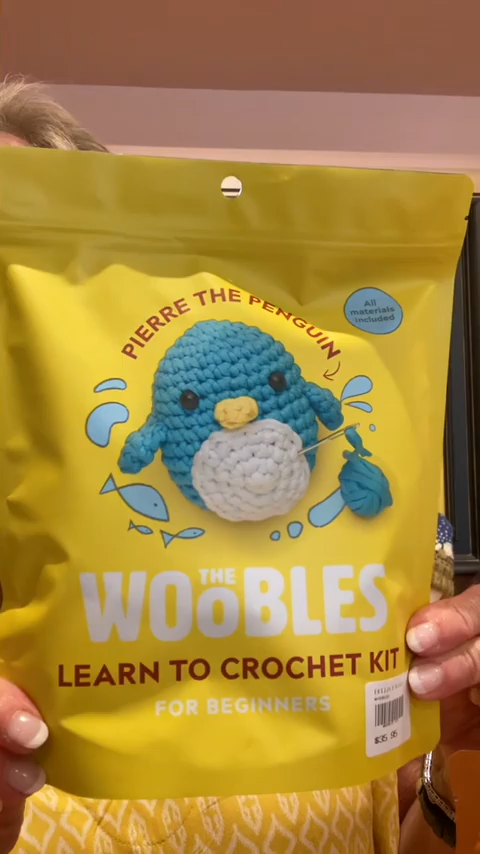 PIERRE THE PENGUIN
All
materials
included
THE
WOOBLES
LEARN TO CROCHET KIT
FOR BEGINNERS
$35.95